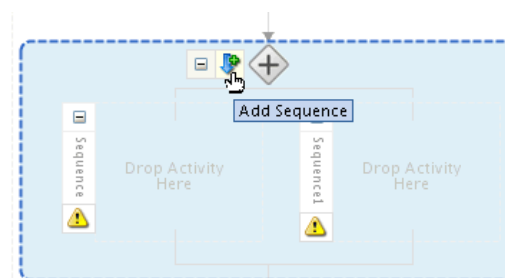 Add Sequence
Sequence
Drop Activity
Here
Sequence1
Drop Activity
Here